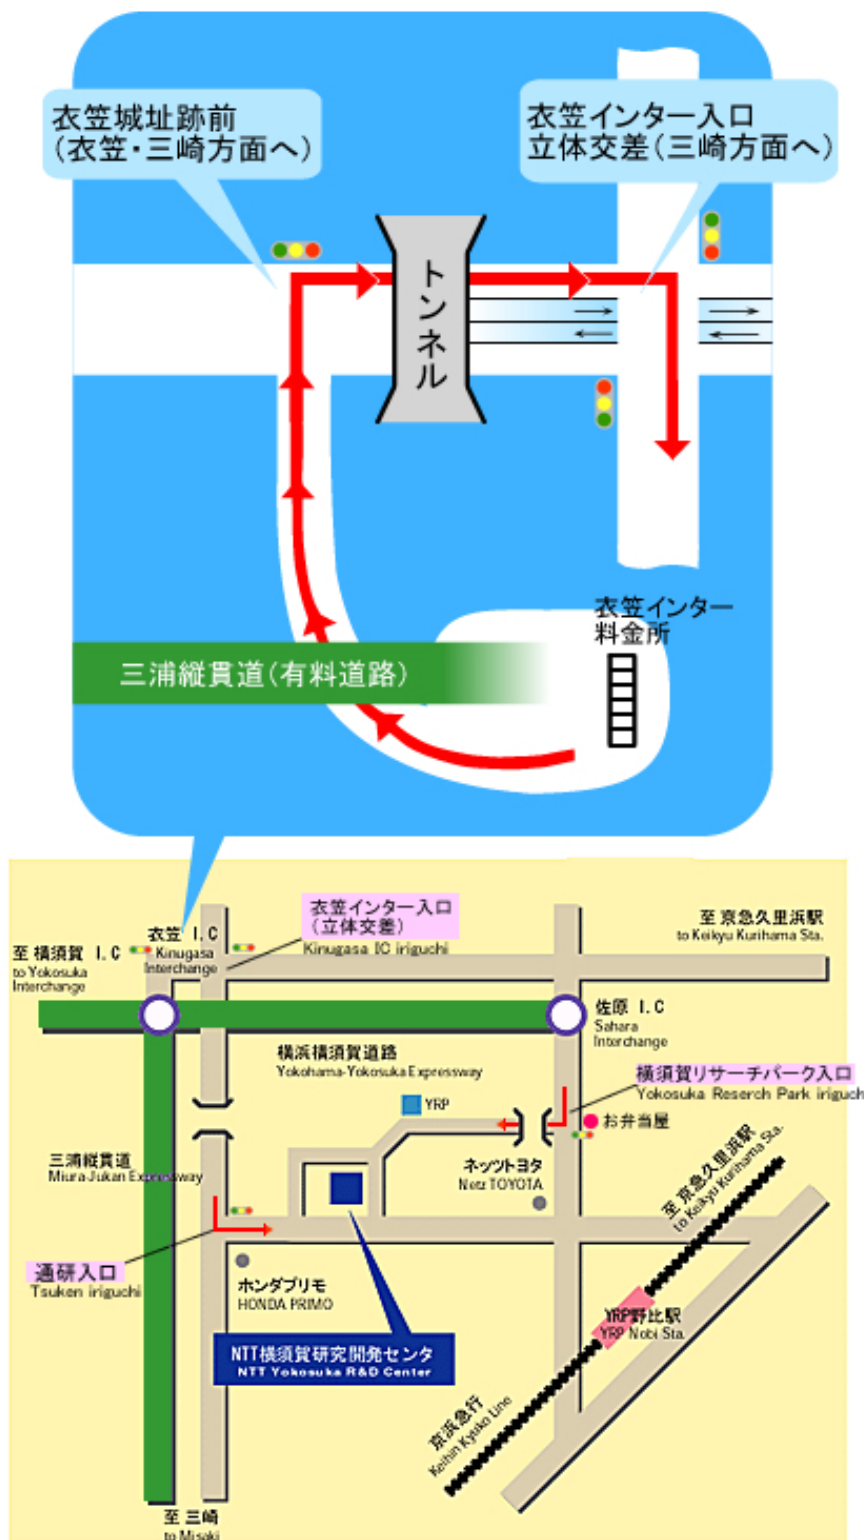 衣笠城址跡前
(衣笠・三崎方面へ)
衣笠インター入口
立体交差(三崎方面へ)
トンネル
衣笠インター
料金所
三浦縦貫道(有料道路)
衣笠インター入口
(立体交差)
Kinugasa IC iriguchi
衣笠 I.C
Kinugasa
Interchange
至 横須賀 I.C
to Yokosuka
Interchange
至 京急久里浜駅
to Keikyu Kurihama Sta.
佐原 I.C
Sahara
Interchange
横浜横須賀道路
Yokohama-Yokosuka Expressway
横須賀リサーチパーク入口
Yokosuka Reserch Park iriguch
YRP
お弁当屋
三浦縦貫道
Miura-Jukan Expressway
ネッツトヨタ
Netz TOYOTA
至 京急久里浜駅
to Keikyu Kurihama Sta.
通研入口
Tsuken iriguchi
ホンダプリモ
HONDA PRIMO
YRP野比駅
YRP Nobi Sta.
NTT横須賀研究開発センタ
NTT Yokosuka R&D Center
京浜急行
Keihin Kyuko Line
至 三崎
to Misaki